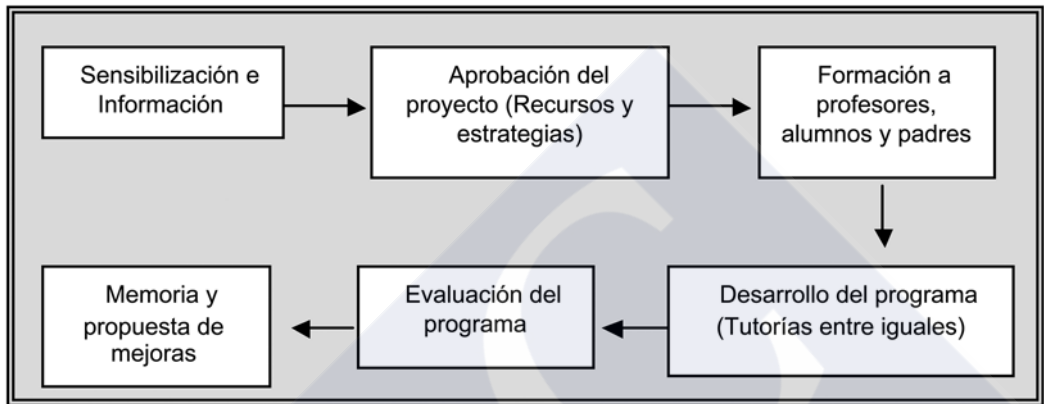 Sensibilización e
Información
Aprobación del
proyecto (Recursos y
estrategias)
Formación a
profesores,
alumnos y padres
Desarrollo del programa
(Tutorías entre iguales)
Evaluación del
programa
Memoria y
propuesta de
mejoras